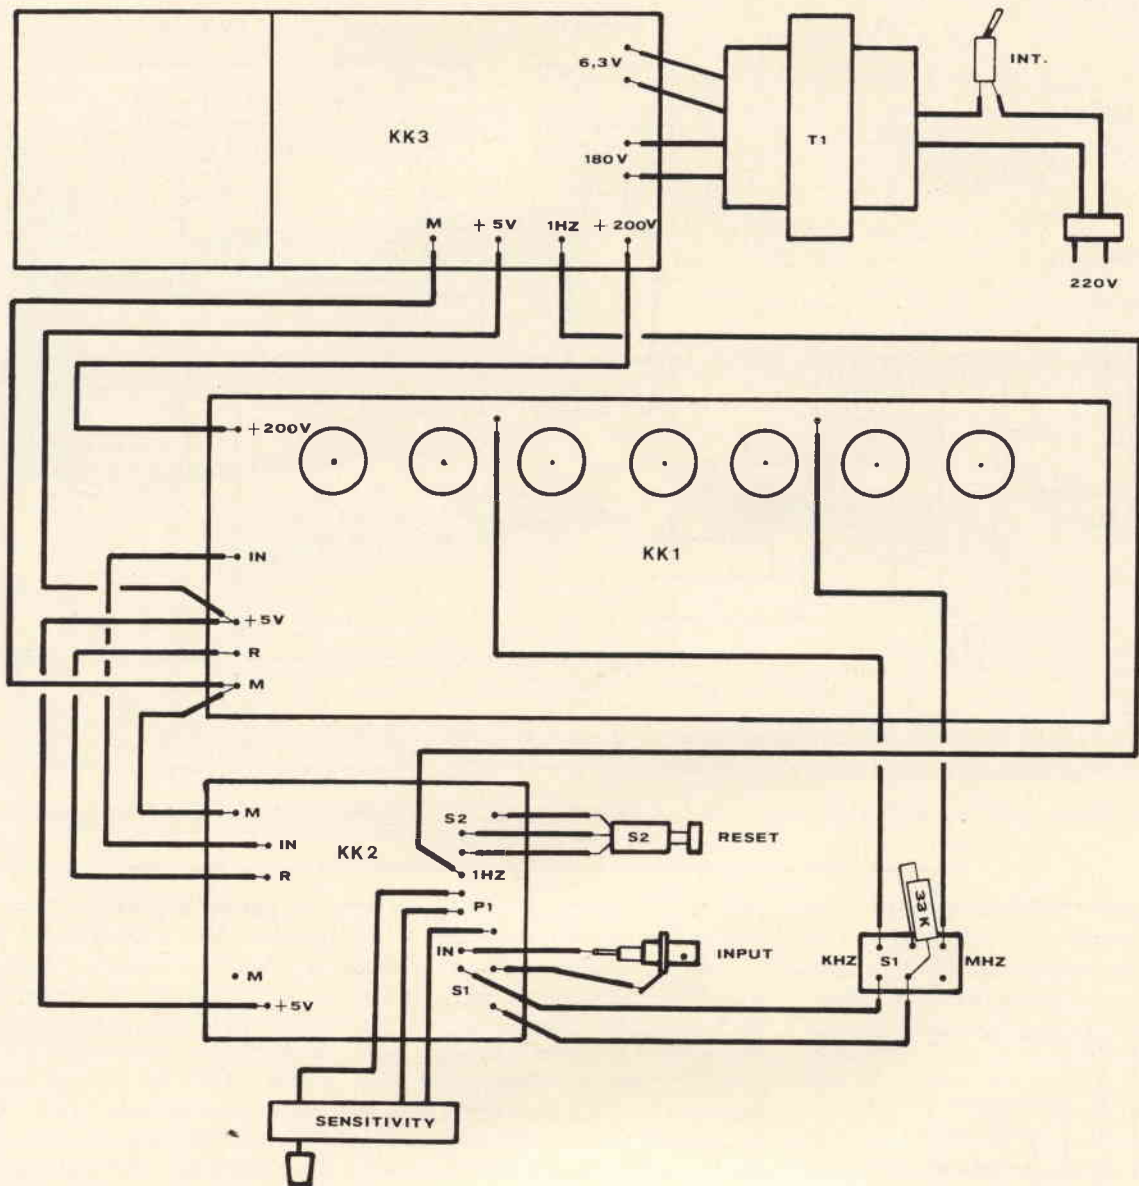 INT.
6,3V
KK3
T1
180V
M
+ 5V
1HZ
+ 200V
220V
+200V
KK1
IN
+5V
R
M
M
S2
S2
RESET
IN
KK2
1HZ
R
P1
33K
IN
INPUT
KHZ
S1
MHZ
M
S1
+5V
SENSITIVITY